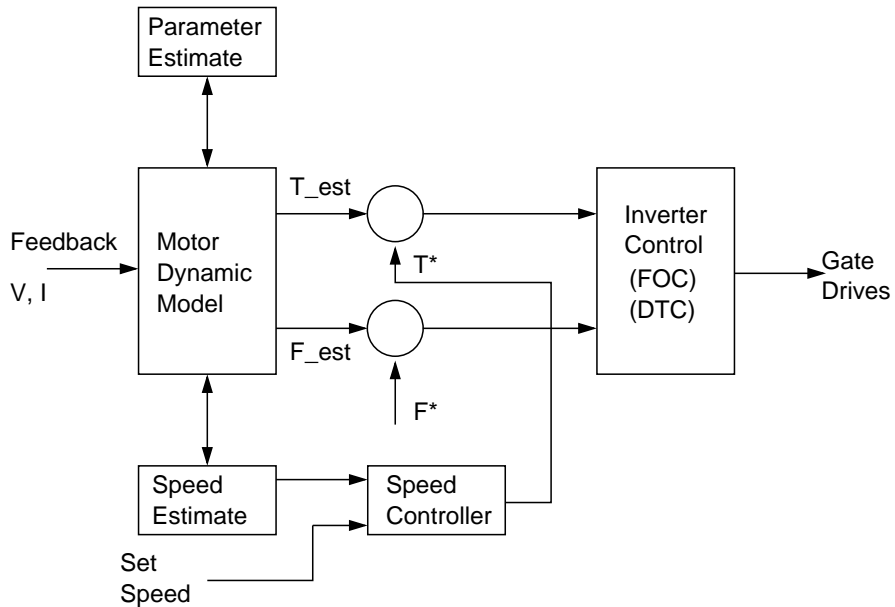 Parameter
Estimate
T_est
Feedback
V, I
Motor
Dynamic
Model
T*
Inverter
Control
(FOC)
(DTC)
Gate
Drives
F_est
F*
Speed
Estimate
Speed
Controller
Set
Speed